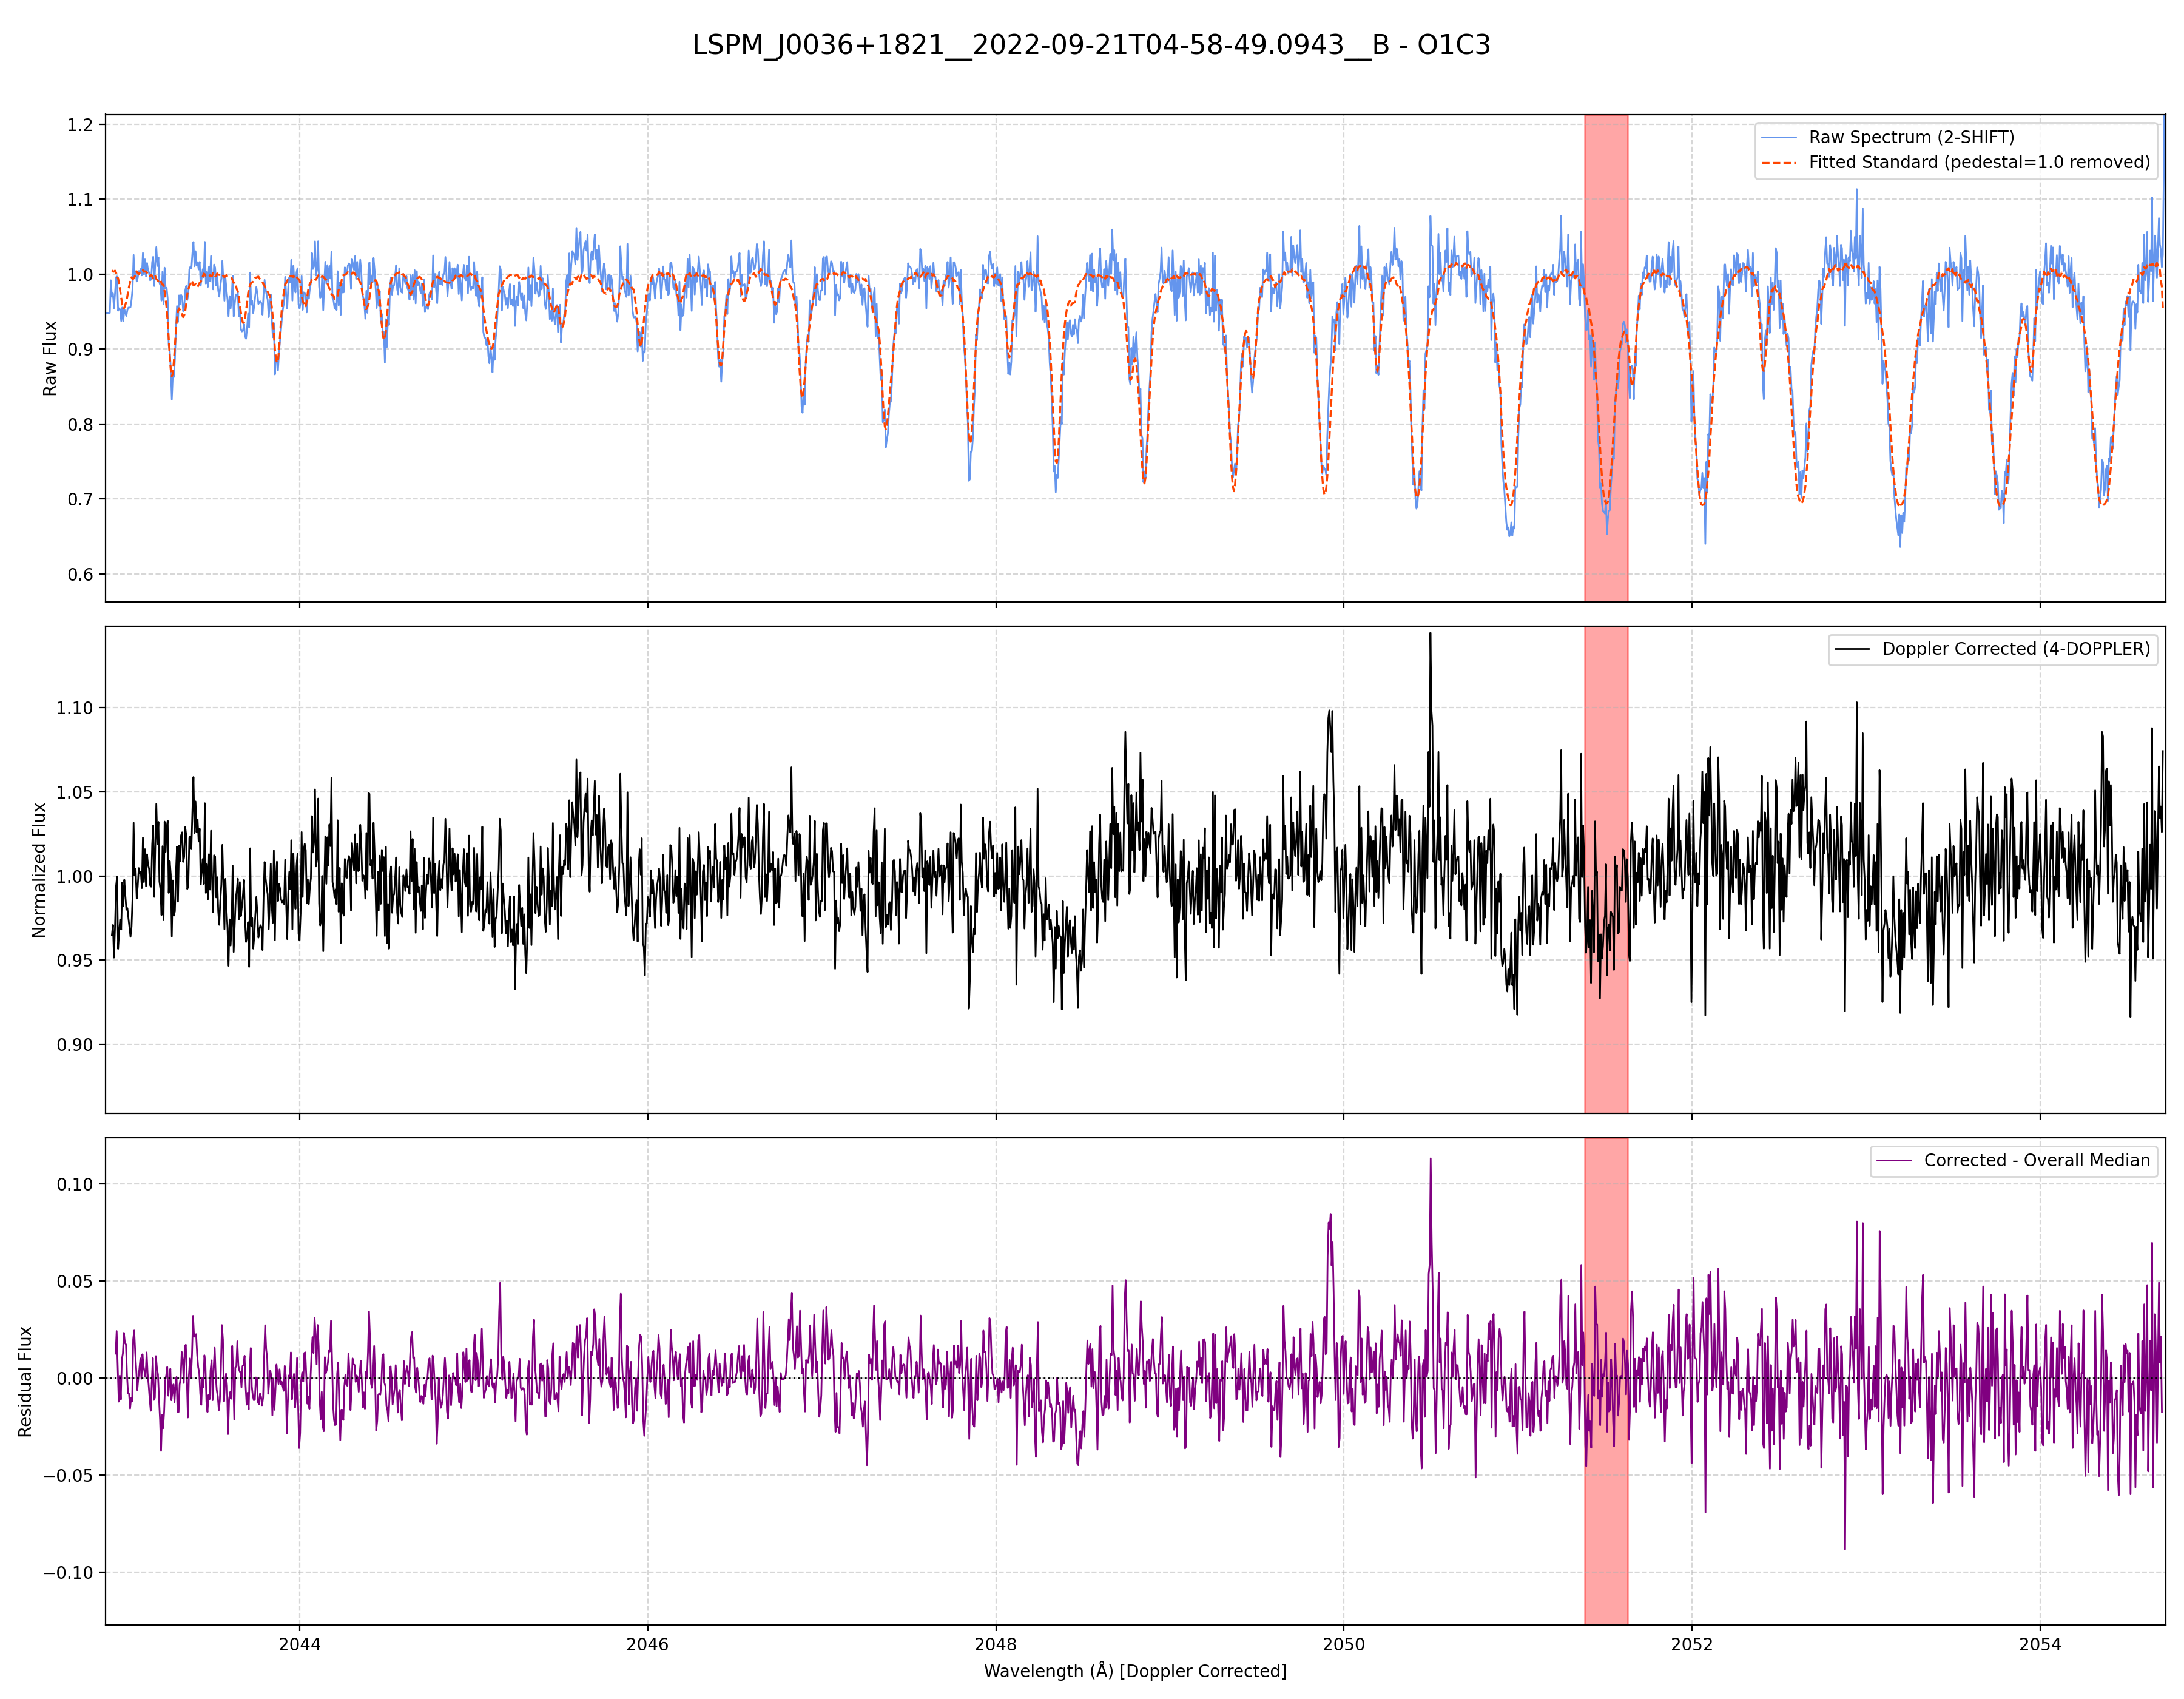 LSPM_J0036+1821__2022-09-21T04-58-49.0943__B - O1C3
1.2
1.1
1.0
0.9
0.8
0.7
0.6
Raw Flux
Raw Spectrum (2-SHIFT)
Fitted Standard (pedestal=1.0 removed)
1.10
1.05
1.00
0.95
0.90
Normalized Flux
Doppler Corrected (4-DOPPLER)
0.10
0.05
0.00
−0.05
−0.10
Residual Flux
Corrected - Overall Median
2044 2046 2048 2050 2052 2054
Wavelength (Å) [Doppler Corrected]